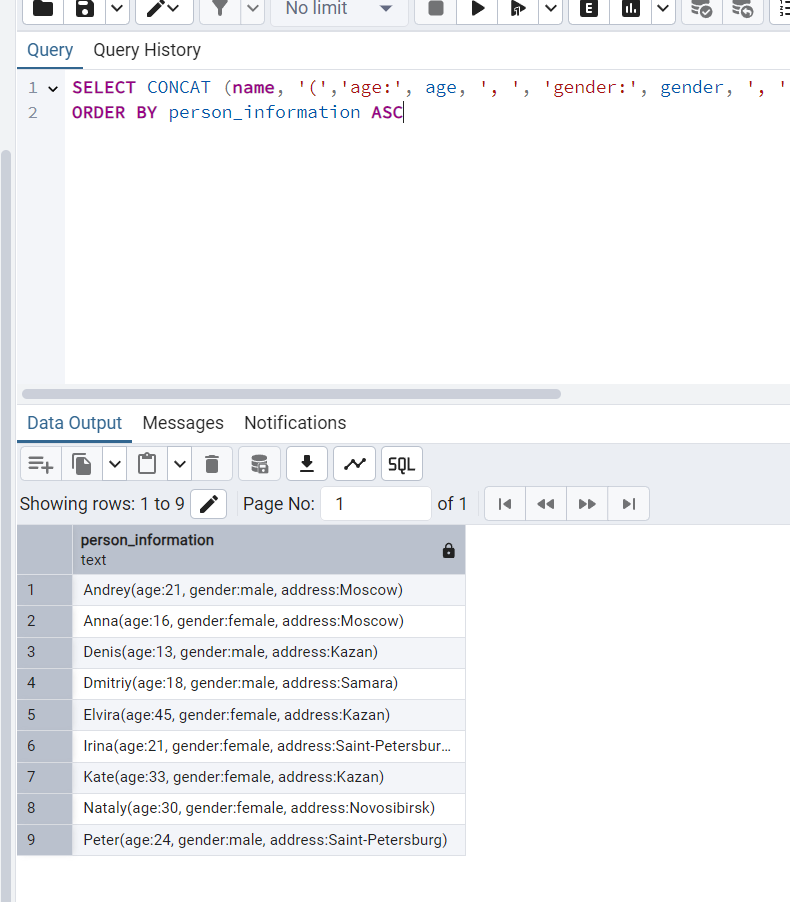 No limit
E
Query Query History
1 SELECT CONCAT (name, '(','age:', age, ', ', 'gender:', gender, ', '
2 ORDER BY person_information ASC
Data Output Messages Notifications
SQL
Showing rows: 1 to 9 Page No: 1 of 1
person_information
text
1 Andrey(age:21, gender:male, address:Moscow)
2 Anna(age:16, gender:female, address:Moscow)
3 Denis(age:13, gender:male, address:Kazan)
4 Dmitriy(age:18, gender:male, address:Samara)
5 Elvira(age:45, gender:female, address:Kazan)
6 Irina(age:21, gender:female, address:Saint-Petersbur...
7 Kate(age:33, gender:female, address:Kazan)
8 Nataly(age:30, gender:female, address:Novosibirsk)
9 Peter(age:24, gender:male, address:Saint-Petersburg)